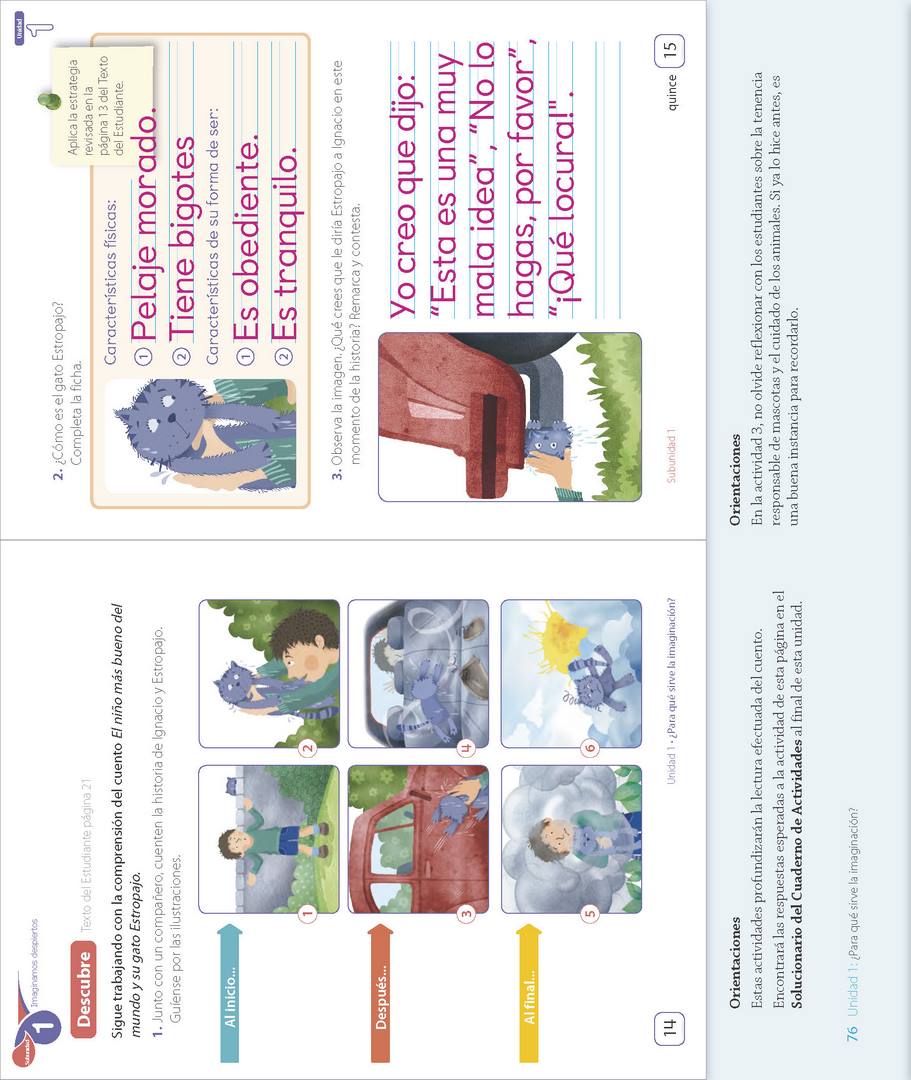 Subunidad
1
Imaginamos despiertos
Descubre
Texto del Estudiante página 21
Sigue trabajando con la comprensión del cuento El niño más bueno del
mundo y su gato Estropajo.
1. Junto con un compañero, cuenten la historia de Ignacio y Estropajo.
Guíense por las ilustraciones.
Al inicio...
1
2
Después...
3
4
Al final...
5
6
14
Unidad 1 • ¿Para qué sirve la imaginación?
Unidad
1
2. ¿Cómo es el gato Estropajo?
Completa la ficha.
Aplica la estrategia
revisada en la
página 13 del Texto
del Estudiante.
Características físicas:
1 Pelaje morado.
2 Tiene bigotes
Características de su forma de ser:
1 Es obediente.
2 Es tranquilo.
3. Observa la imagen. ¿Qué crees que le diría Estropajo a Ignacio en este
momento de la historia? Remarca y contesta.
Yo creo que dijo:
“Esta es una muy
mala idea”, “No lo
hagas, por favor”,
“¡Qué locura!".
Subunidad 1
quince
15
Orientaciones
Estas actividades profundizarán la lectura efectuada del cuento.
Encontrará las respuestas esperadas a la actividad de esta página en el
Solucionario del Cuaderno de Actividades al final de esta unidad.
Orientaciones
En la actividad 3, no olvide reflexionar con los estudiantes sobre la tenencia
responsable de mascotas y el cuidado de los animales. Si ya lo hice antes, es
una buena instancia para recordarlo.
76 Unidad 1: ¿Para qué sirve la imaginación?